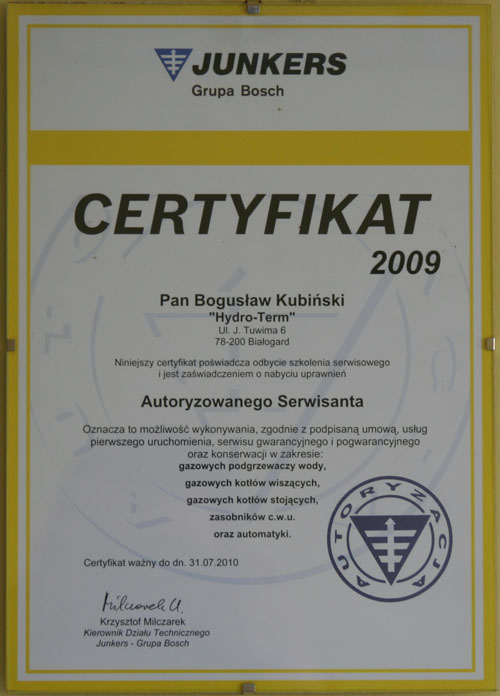 JUNKERS
Grupa Bosch
CERTYFIKAT
2009
Pan Bogusław Kubiński
"Hydro-Term"
Ul. J. Tuwima 6
78-200 Białogard
Niniejszy certyfikat poświadcza odbycie szkolenia serwisowego
i jest zaświadczeniem o nabyciu uprawnień
Autoryzowanego Serwisanta
Oznacza to możliwość wykonywania, zgodnie z podpisaną umową, usług
pierwszego uruchomienia, serwisu gwarancyjnego i pogwarancyjnego
oraz konserwacji w zakresie:
gazowych podgrzewaczy wody,
gazowych kotłów wiszących,
gazowych kotłów stojących,
zasobników c.w.u.
oraz automatyki.
AUTORYZACJA
Certyfikat ważny do dn. 31.07.2010
Milczarek K.
Krzysztof Milczarek
Kierownik Działu Technicznego
Junkers - Grupa Bosch